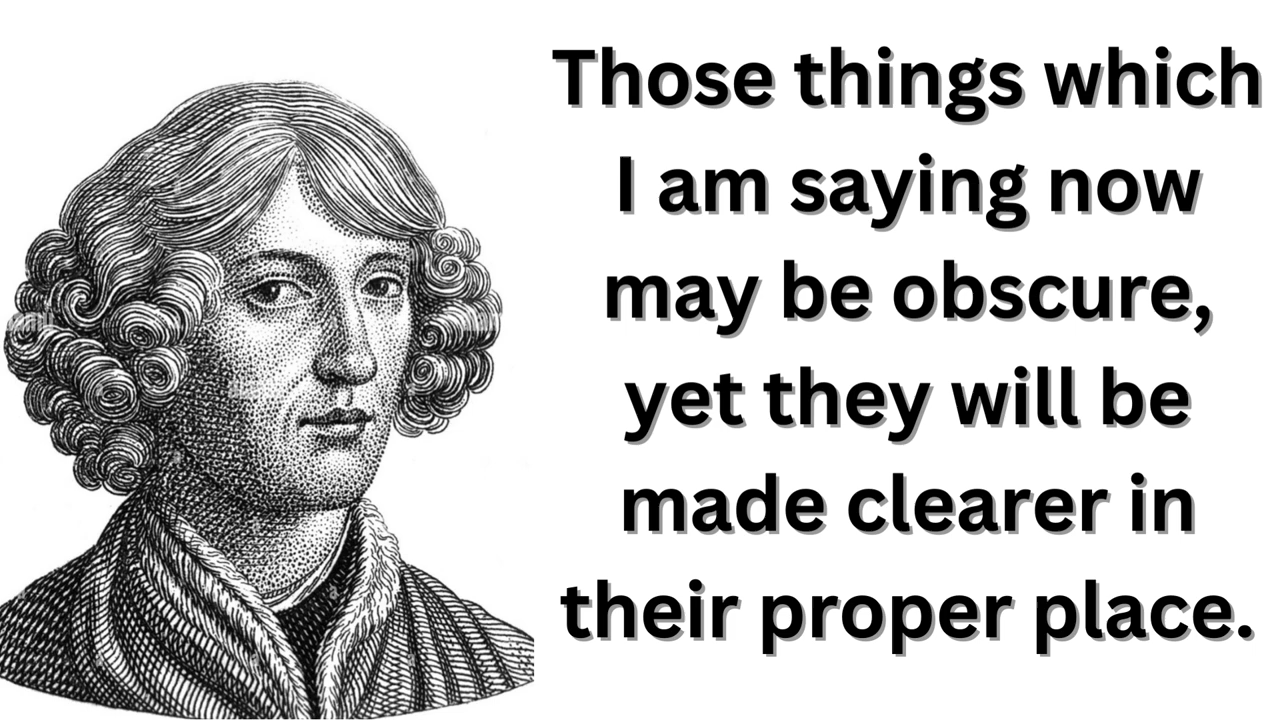 Those things which
I am saying now
may be obscure,
yet they will be
made clearer in
their proper place.